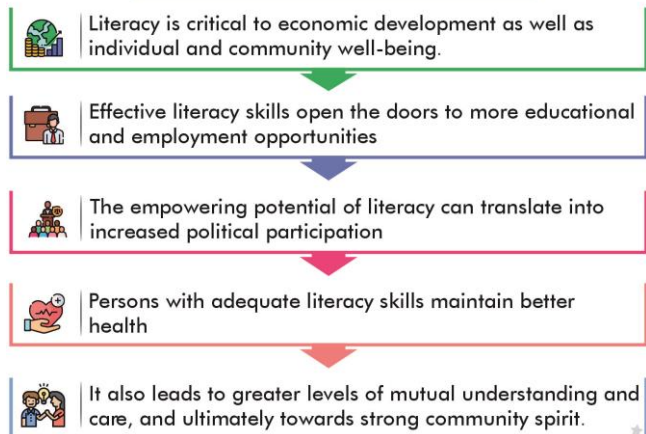 Literacy is critical to economic development as well as
individual and community well-being.
Effective literacy skills open the doors to more educational
and employment opportunities
The empowering potential of literacy can translate into
increased political participation
Persons with adequate literacy skills maintain better
health
It also leads to greater levels of mutual understanding and
care, and ultimately towards strong community spirit.